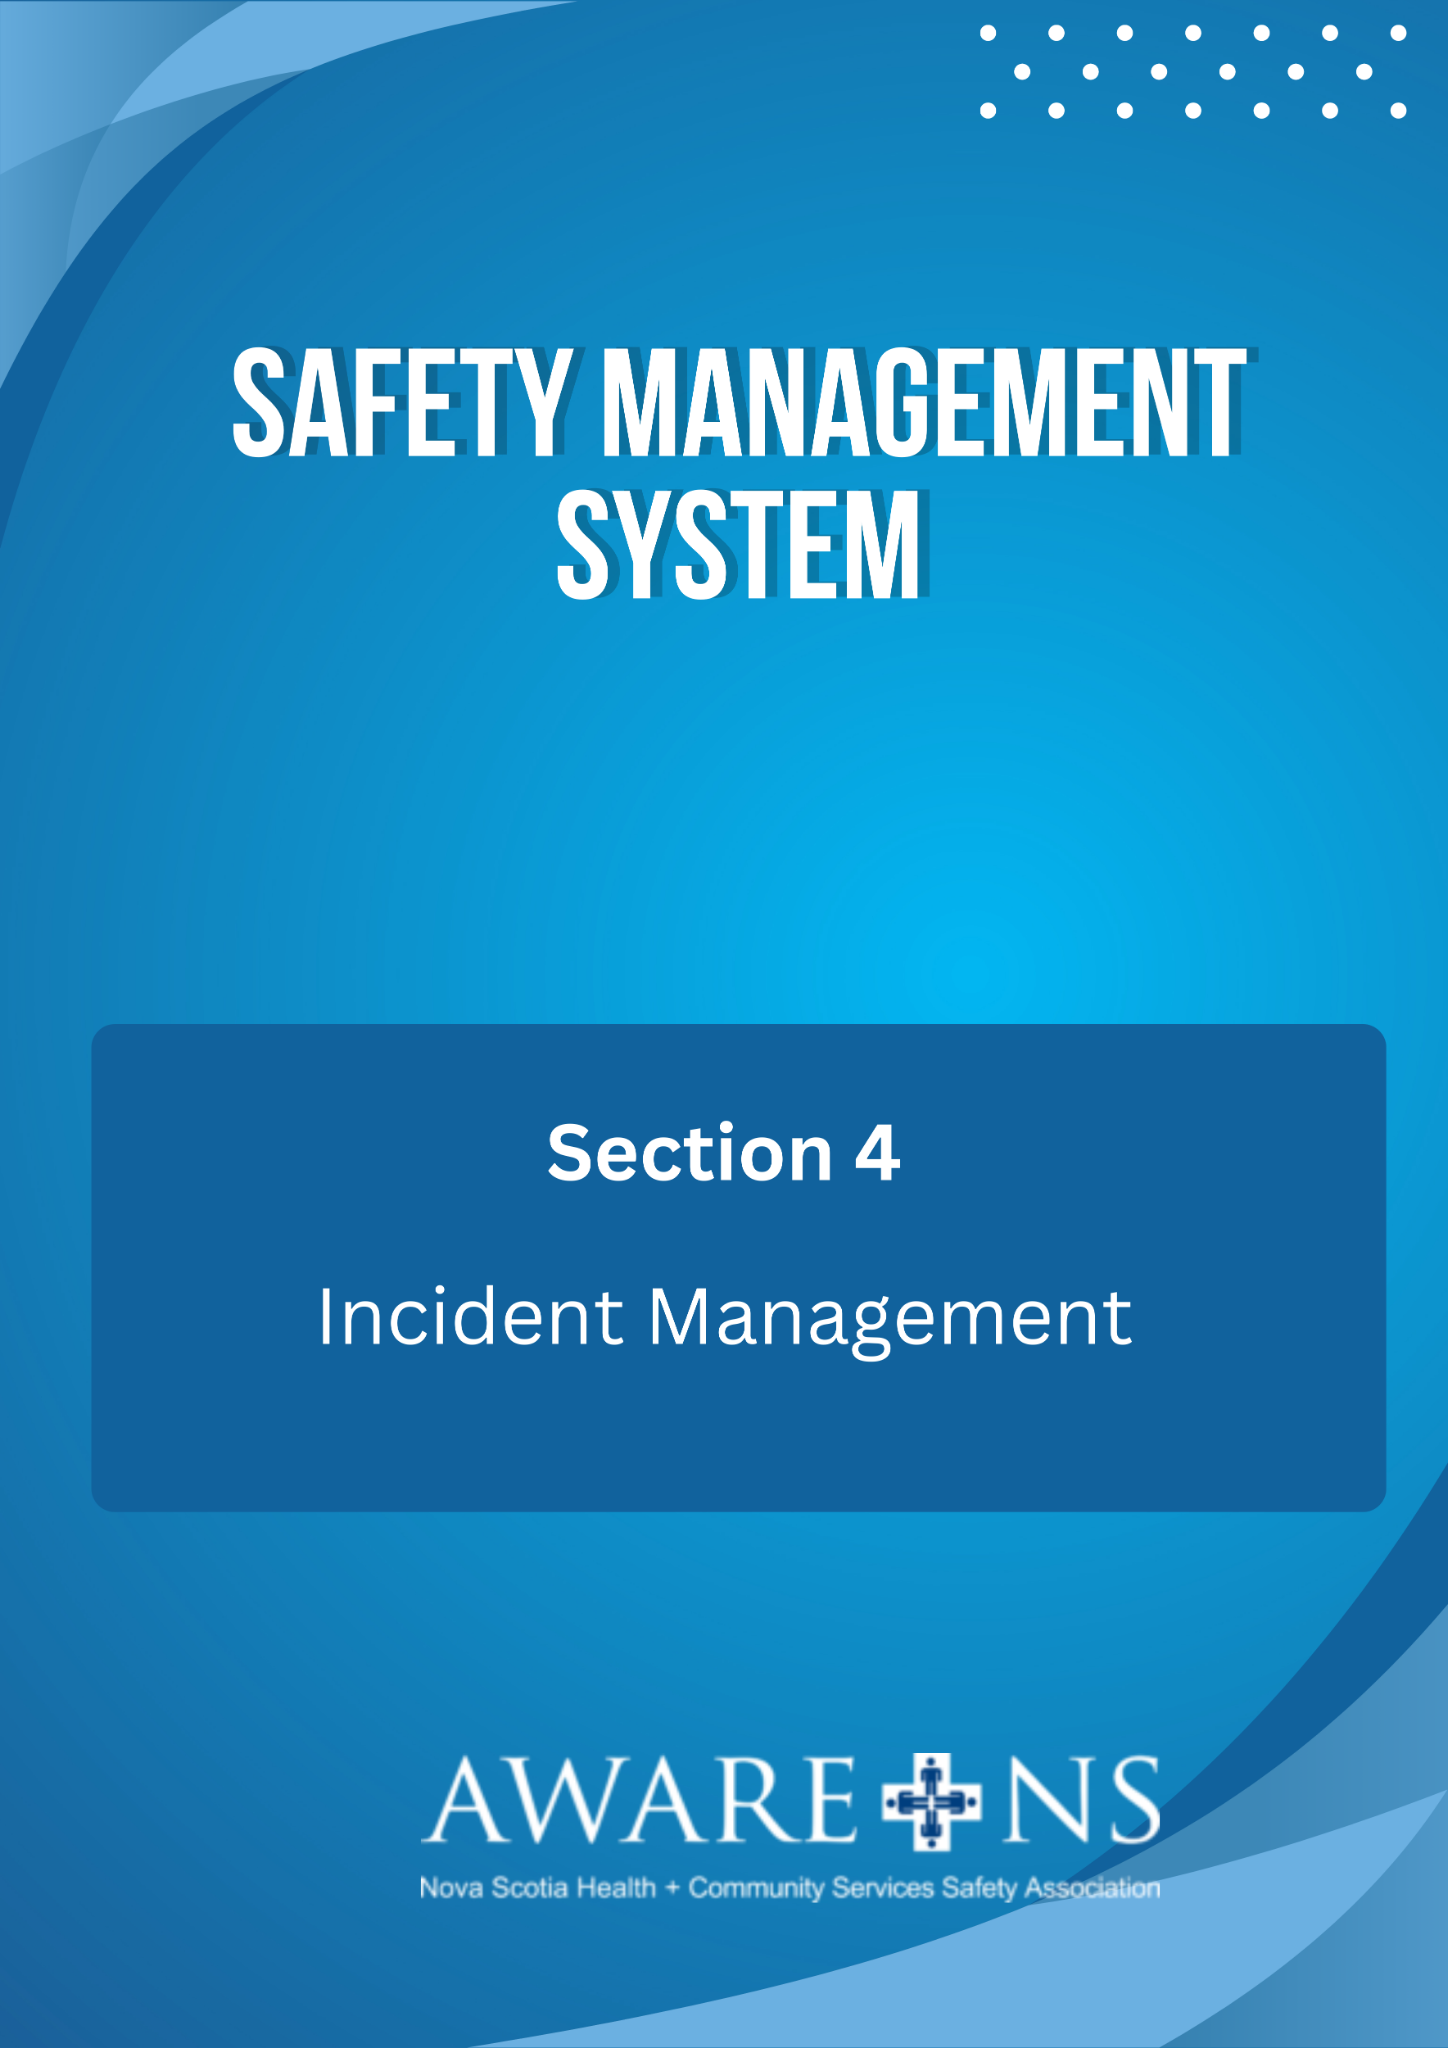 SAFETY MANAGEMENT
SYSTEM
Section 4
Incident Management
AWARE NS
Nova Scotia Health + Community Services Safety Association